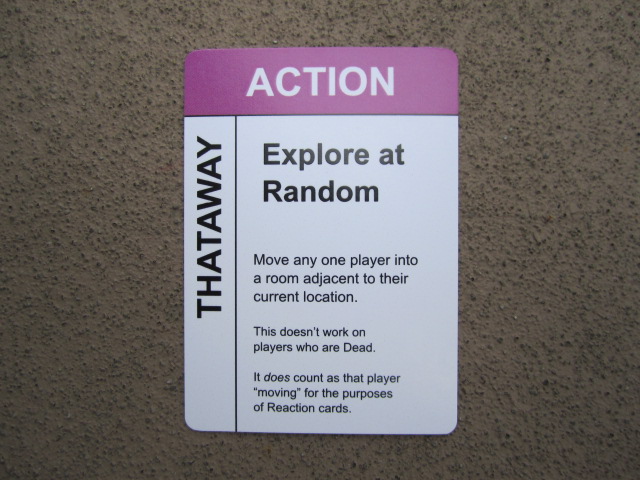 ACTION
THATAWAY
Explore at
Random
Move any one player into
a room adjacent to their
current location.
This doesn’t work on
players who are Dead.
It does count as that player
“moving” for the purposes
of Reaction cards.